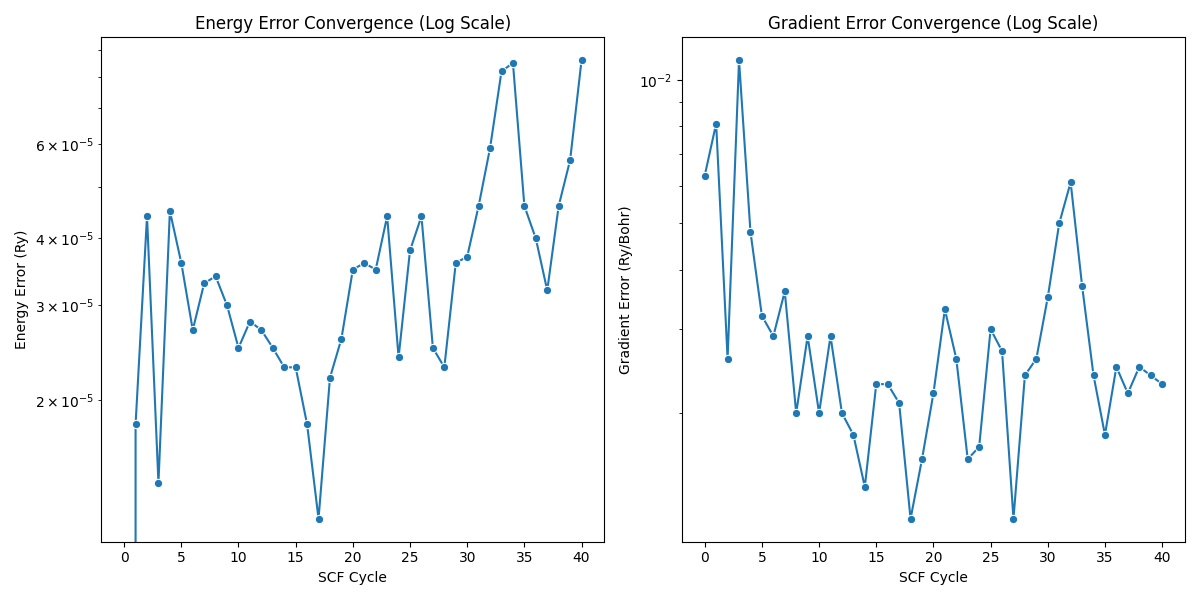 Energy Error Convergence (Log Scale)
6 × 10⁻⁵
4 × 10⁻⁵
3 × 10⁻⁵
2 × 10⁻⁵
Energy Error (Ry)
0 5 10 15 20 25 30 35 40
SCF Cycle
Gradient Error Convergence (Log Scale)
10⁻²
Gradient Error (Ry/Bohr)
0 5 10 15 20 25 30 35 40
SCF Cycle